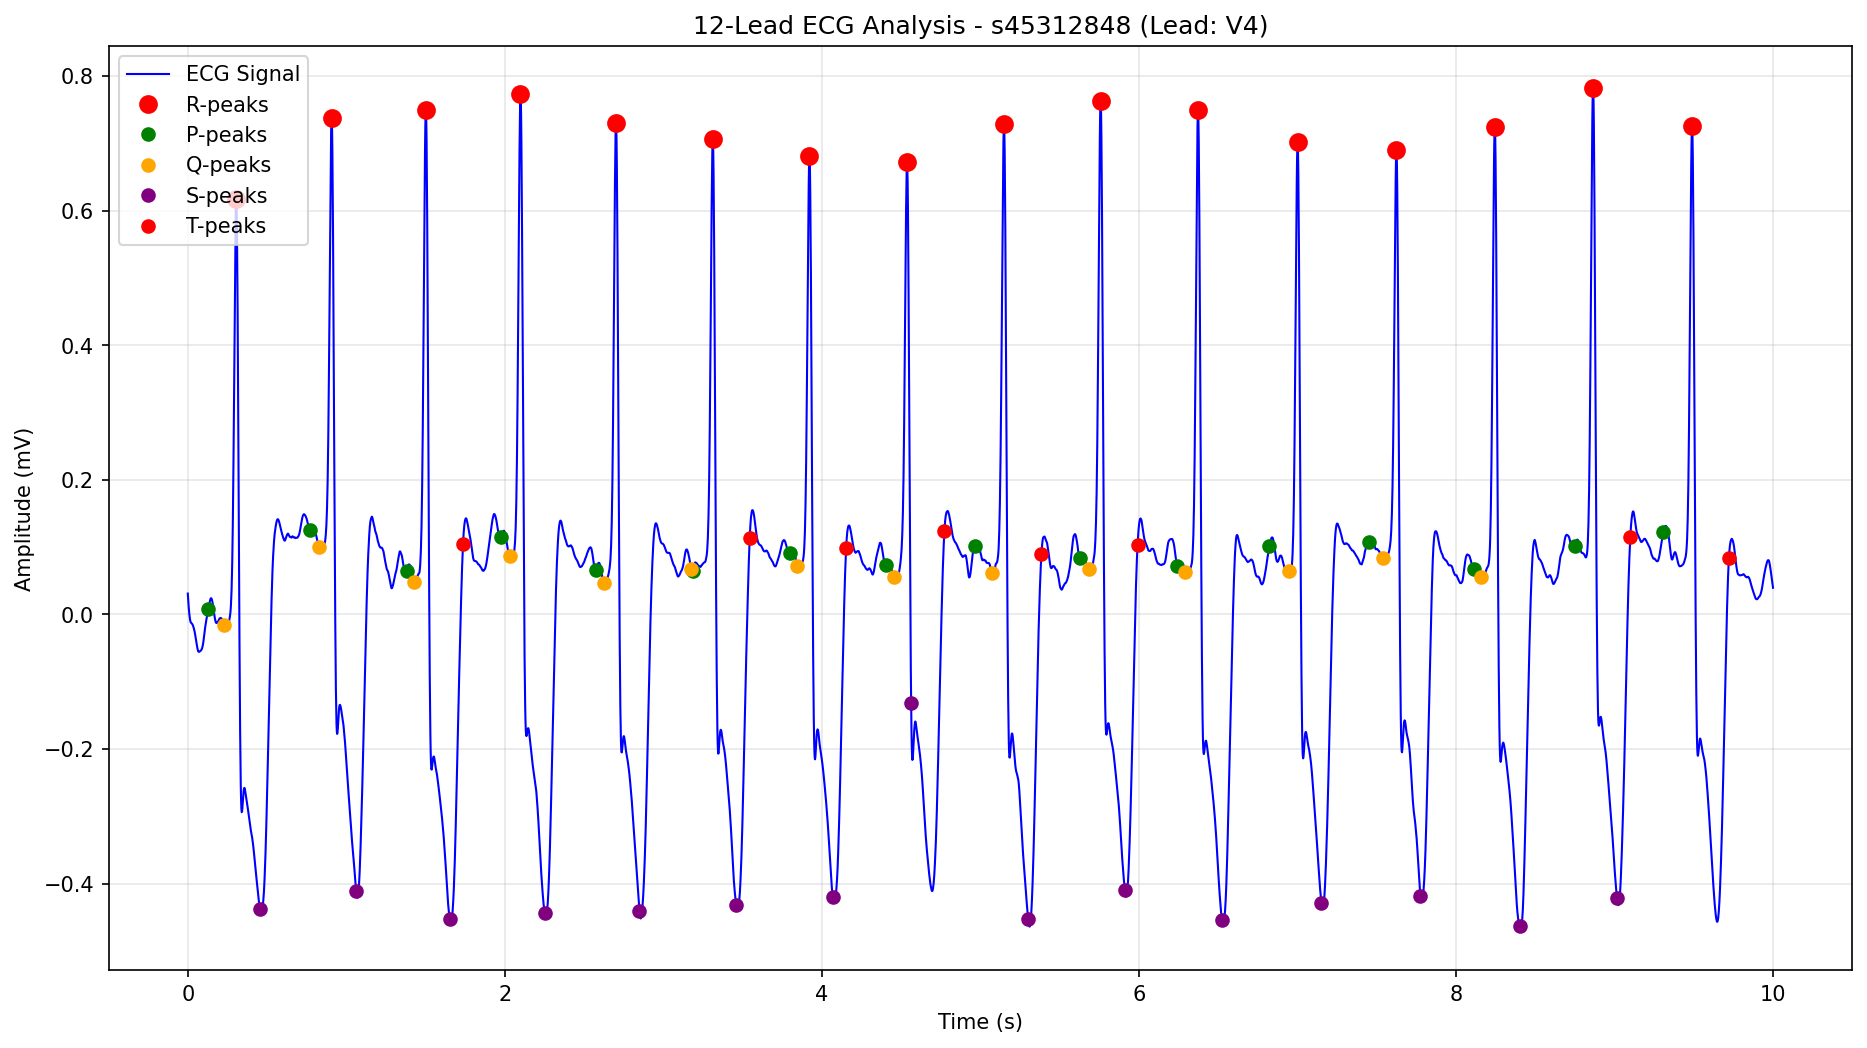 12-Lead ECG Analysis - s45312848 (Lead: V4)
ECG Signal
R-peaks
P-peaks
Q-peaks
S-peaks
T-peaks
Amplitude (mV)
0.8
0.6
0.4
0.2
0.0
−0.2
−0.4
0 2 4 6 8 10
Time (s)